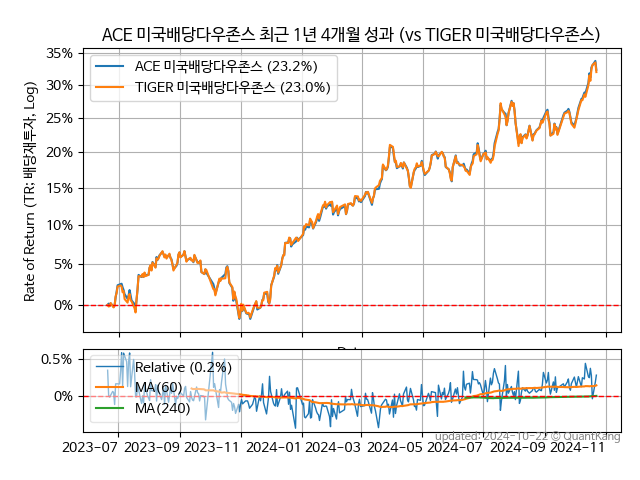 ACE 미국배당다우존스 최근 1년 4개월 성과 (vs TIGER 미국배당다우존스)
35%
30%
25%
20%
15%
10%
5%
0%
Rate of Return (TR: 배당재투자, Log)
ACE 미국배당다우존스 (23.2%)
TIGER 미국배당다우존스 (23.0%)
0.5%
0%
Relative (0.2%)
MA(60)
MA(240)
updated: 2024-10-22 © QuantKang
2023-07 2023-09 2023-11 2024-01 2024-03 2024-05 2024-07 2024-09 2024-11